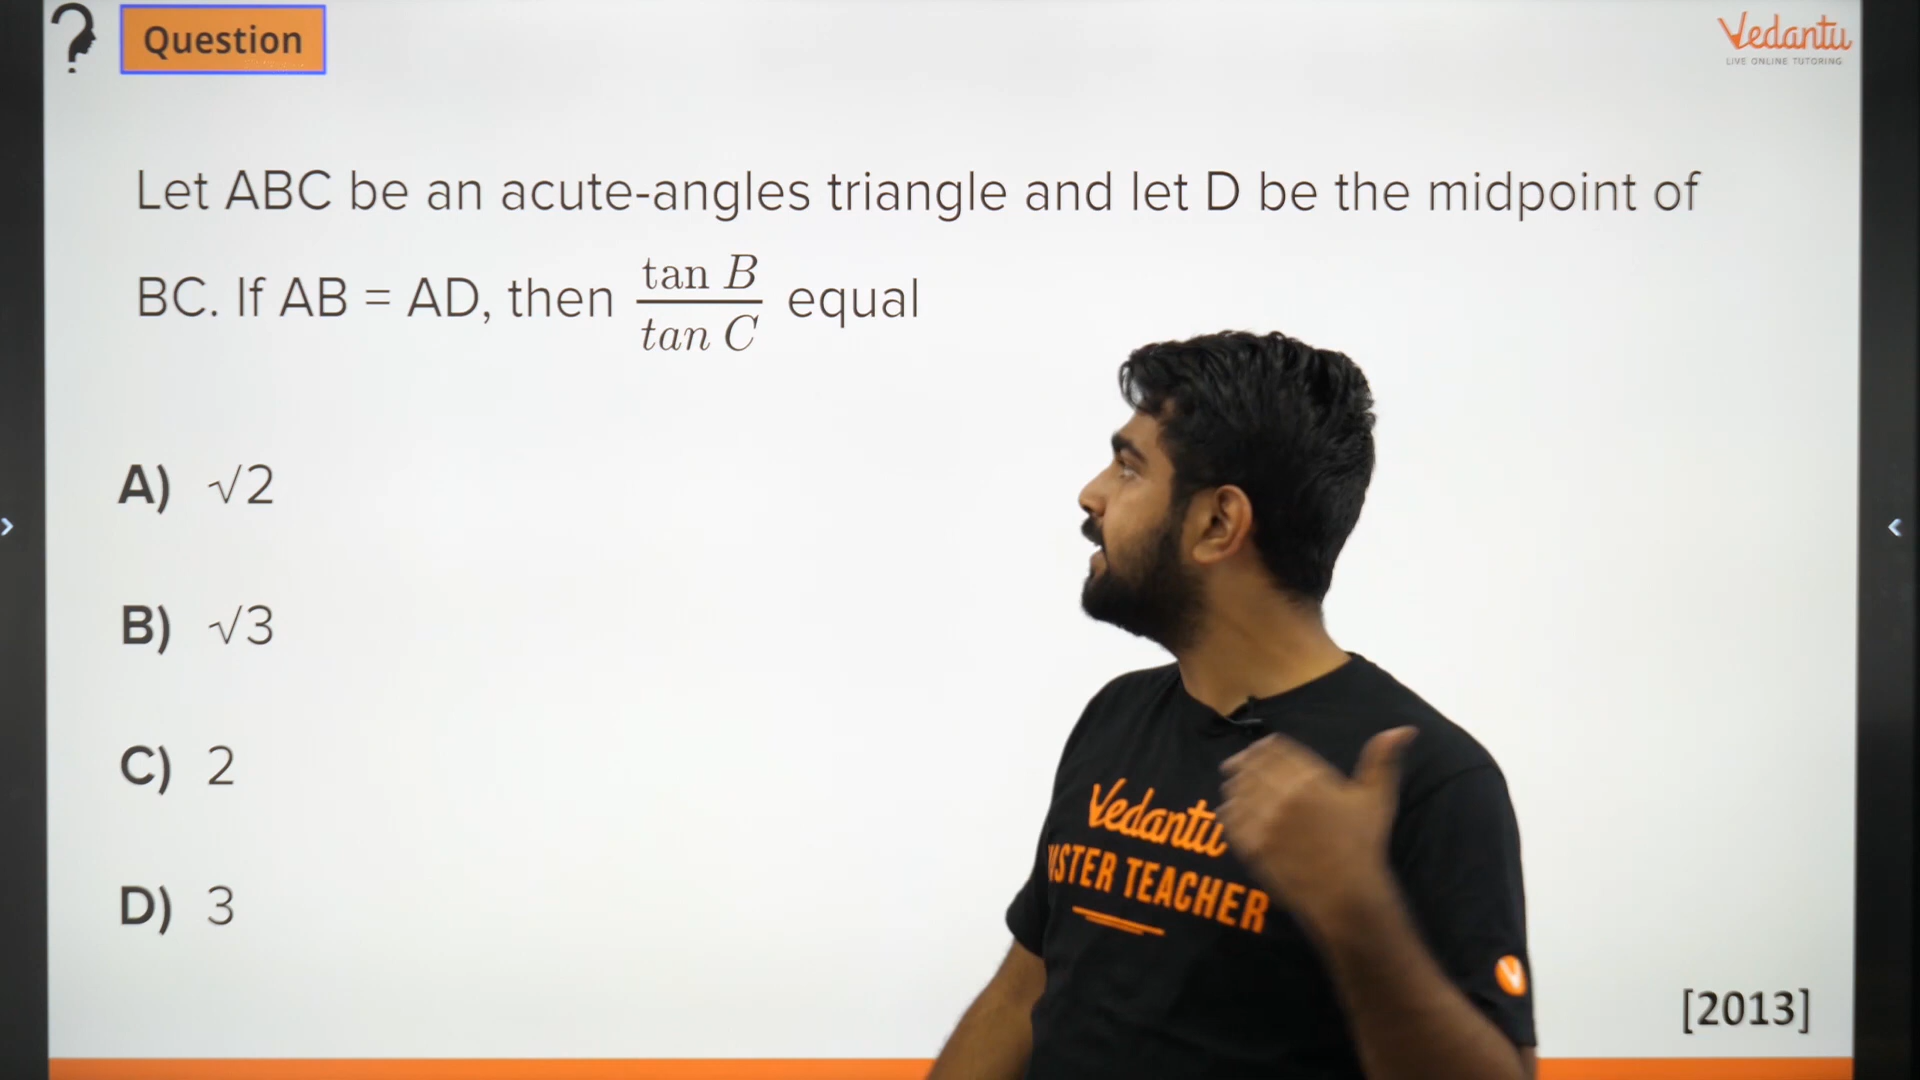 ?
Question
Vedantu
LIVE ONLINE TUTORING
Let ABC be an acute-angles triangle and let D be the midpoint of
BC. If AB = AD, then tan B / tan C equal
A) √2
B) √3
C) 2
D) 3
Vedantu
TEACHER
V
[2013]